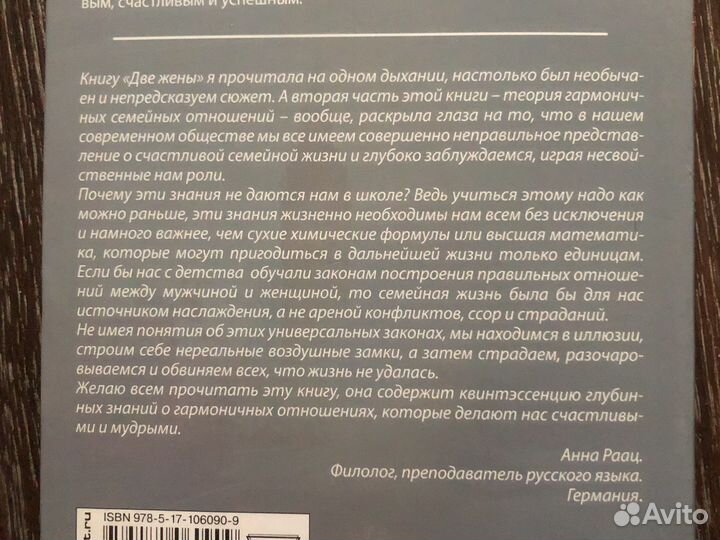 вым, счастливым и успешным.
Книгу «Две жены» я прочитала на одном дыхании, настолько был необыча-
ен и непредсказуем сюжет. А вторая часть этой книги – теория гармонич-
ных семейных отношений – вообще, раскрыла глаза на то, что в нашем
современном обществе мы все имеем совершенно неправильное представ-
ление о счастливой семейной жизни и глубоко заблуждаемся, играя несвой-
ственные нам роли.
Почему эти знания не даются нам в школе? Ведь учиться этому надо как
можно раньше, эти знания жизненно необходимы нам всем без исключения
и намного важнее, чем сухие химические формулы или высшая математи-
ка, которые могут пригодиться в дальнейшей жизни только единицам.
Если бы нас с детства обучали законам построения правильных отноше-
ний между мужчиной и женщиной, то семейная жизнь была бы для нас
источником наслаждения, а не ареной конфликтов, ссор и страданий.
Не имея понятия об этих универсальных законах, мы находимся в иллюзии,
строим себе нереальные воздушные замки, а затем страдаем, разочаро-
вываемся и обвиняем всех, что жизнь не удалась.
Желаю всем прочитать эту книгу, она содержит квинтэссенцию глубин-
ных знаний о гармоничных отношениях, которые делают нас счастливы-
ми и мудрыми.
Анна Раац.
Филолог, преподаватель русского языка.
Германия.
ISBN 978-5-17-106090-9
t.ru
Avito